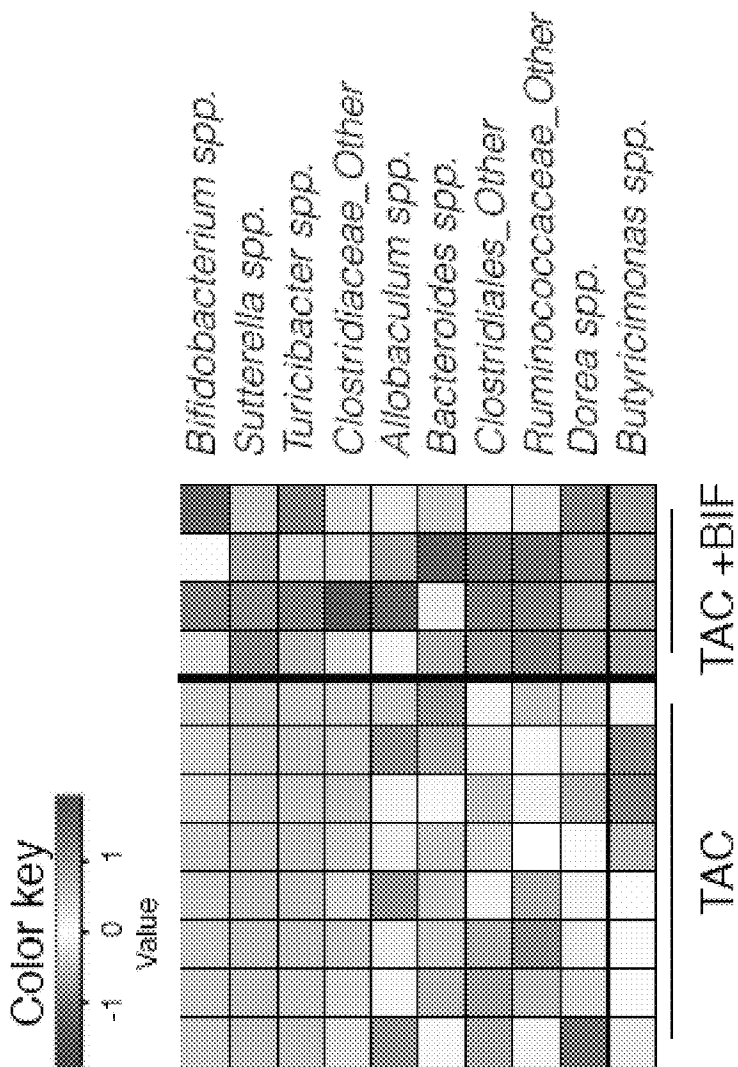 Color key
-1 0 1
Value
Bifidobacterium spp.
Sutterella spp.
Turicibacter spp.
Clostridiaceae_Other
Allobaculum spp.
Bacteroides spp.
Clostridiales_Other
Ruminococcaceae_Other
Dorea spp.
Butyricimonas spp.
TAC
TAC +BIF